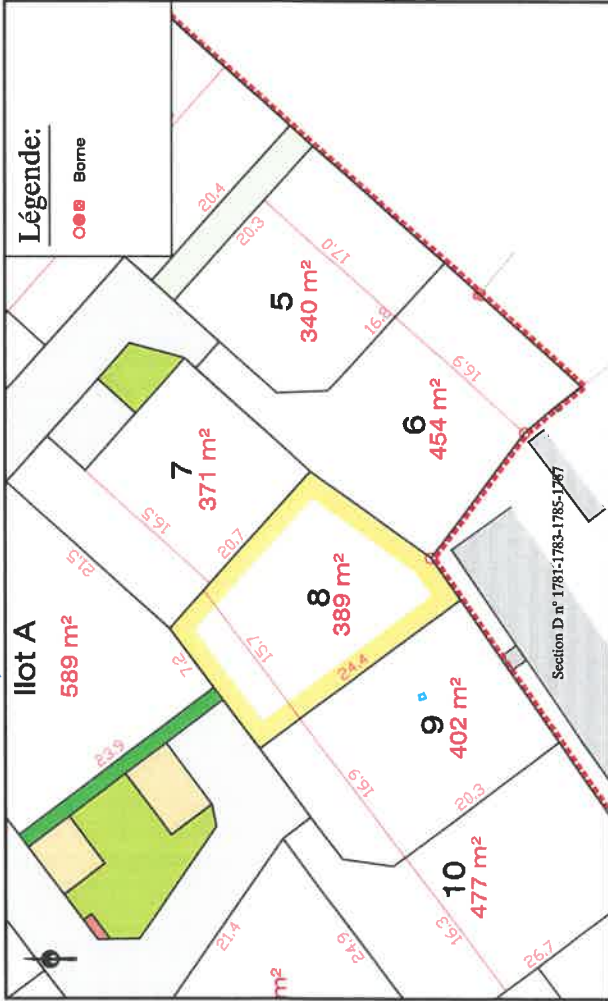 Légende:
Borne
Ilot A
589 m²
5
340 m²
6
454 m²
7
371 m²
8
389 m²
9
402 m²
10
477 m²
m²
20.4
20.3
17.0
16.8
16.9
16.5
20.7
21.5
7.2
15.7
24.4
23.9
16.9
20.3
16.3
21.4
24.9
26.7
Section D n° 1781-1783-1785-1787